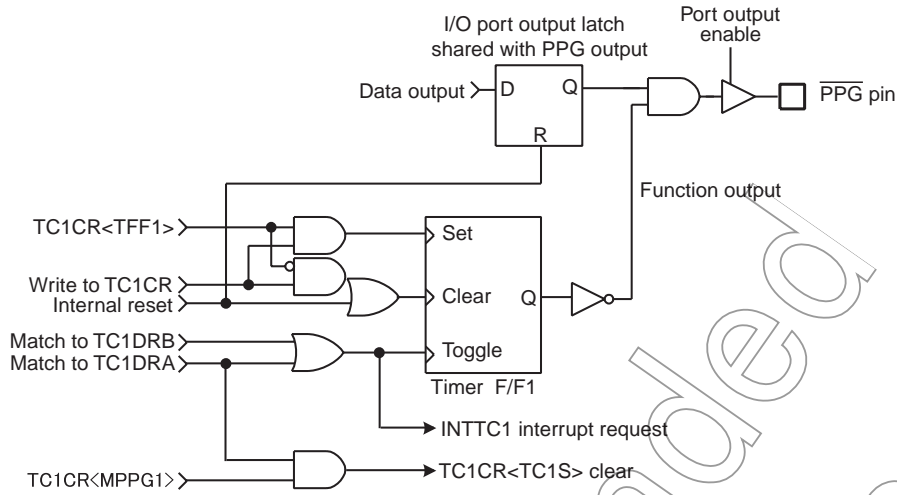 I/O port output latch
shared with PPG output
Port output
enable
Data output
D
Q
R
PPG pin
Function output
TC1CR<TFF1>
Set
Write to TC1CR
Internal reset
Clear
Q
Match to TC1DRB
Match to TC1DRA
Toggle
Timer F/F1
INTTC1 interrupt request
TC1CR<TC1S> clear
TC1CR<MPPG1>